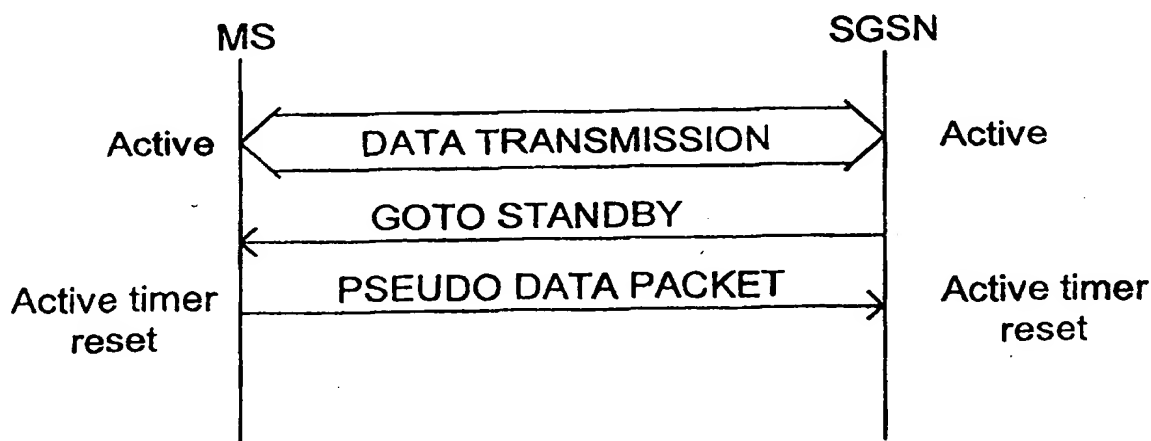 MS
SGSN
Active
DATA TRANSMISSION
Active
GOTO STANDBY
Active timer
reset
PSEUDO DATA PACKET
Active timer
reset